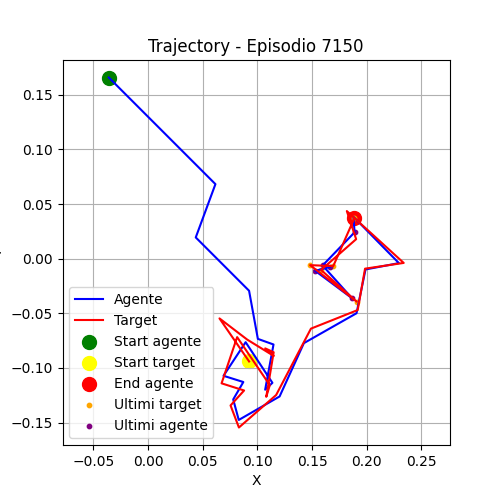 Trajectory - Episodio 7150
0.15
0.10
0.05
0.00
−0.05
−0.10
−0.15
Agente
Target
Start agente
Start target
End agente
Ultimi target
Ultimi agente
−0.05 0.00 0.05 0.10 0.15 0.20 0.25
X